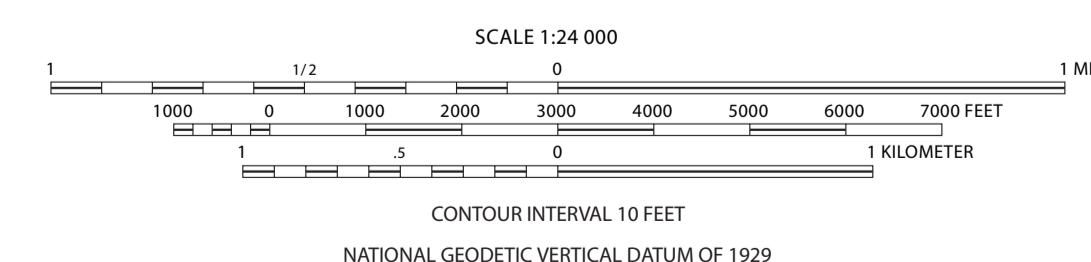 SCALE 1:24 000
1 1/2 0 1 MI
1000 0 1000 2000 3000 4000 5000 6000 7000 FEET
1 .5 0 1 KILOMETER
CONTOUR INTERVAL 10 FEET
NATIONAL GEODETIC VERTICAL DATUM OF 1929